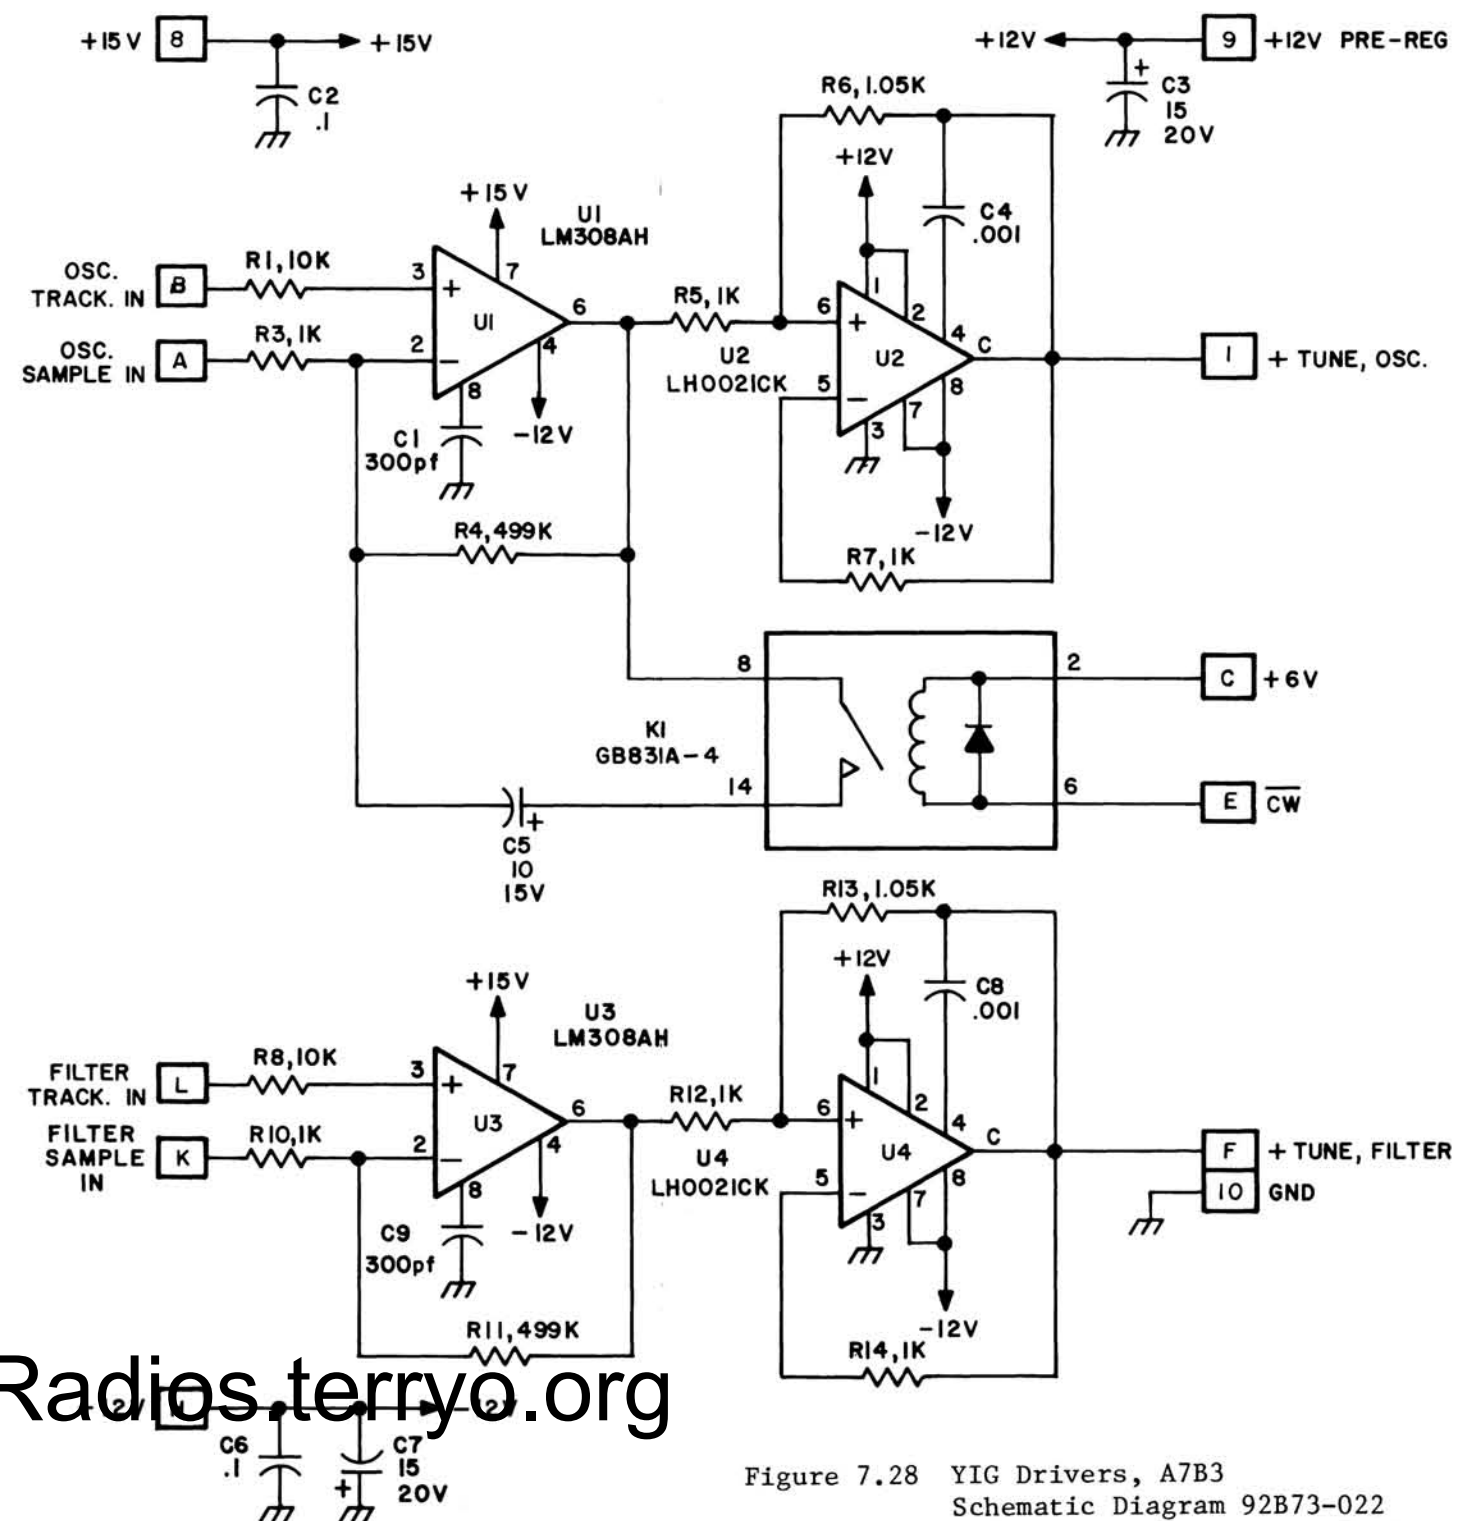 +15V 8 +15V
C2
.1
+12V 9 +12V PRE-REG
+
C3
15
20V
R6, 1.05K
+12V
C4
.001
+15V
U1
LM308AH
OSC.
TRACK. IN
B
R1, 10K
3
+
7
U1
6
OSC.
SAMPLE IN
A
R3, 1K
2
−
4
8
-12V
C1
300pf
R5, 1K
U2
LH0021CK
6
+
1
2
U2
4
C
5
−
7
8
3
-12V
1 + TUNE, OSC.
R4, 499K
R7, 1K
8
2
C +6V
K1
GB831A-4
14
6
E CW
+
C5
10
15V
R13, 1.05K
+12V
C8
.001
+15V
U3
LM308AH
FILTER
TRACK. IN
L
R8, 10K
3
+
7
U3
6
FILTER
SAMPLE
IN
K
R10, 1K
2
−
4
8
-12V
C9
300pf
R12, 1K
U4
LH0021CK
6
+
1
2
U4
4
C
5
−
7
8
3
-12V
F + TUNE, FILTER
10 GND
R11, 499K
R14, 1K
Radios.terryo.org
-12V
C6
.1
C7
15
20V
+
Figure 7.28 YIG Drivers, A7B3
Schematic Diagram 92B73-022